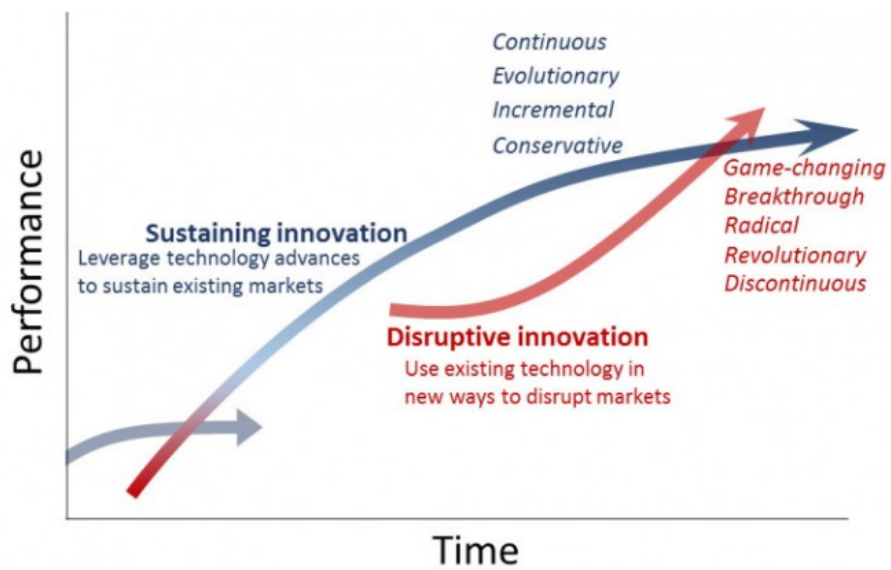 Continuous
Evolutionary
Incremental
Conservative
Game-changing
Breakthrough
Radical
Revolutionary
Discontinuous
Sustaining innovation
Leverage technology advances
to sustain existing markets
Disruptive innovation
Use existing technology in
new ways to disrupt markets
Performance
Time